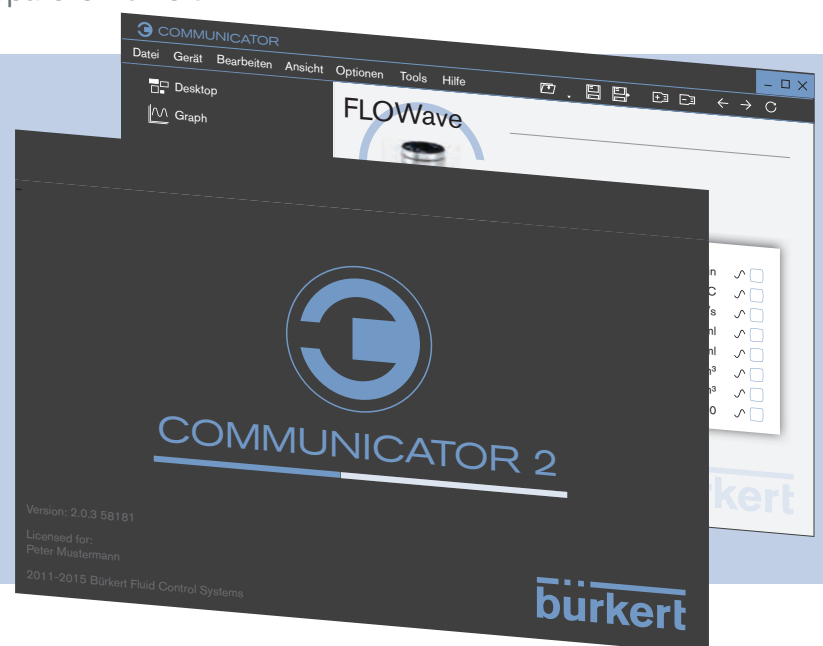 COMMUNICATOR
Datei Gerät Bearbeiten Ansicht Optionen Tools Hilfe
Desktop
Graph
FLOWave
COMMUNICATOR 2
Version: 2.0.3 58181
Licensed for:
Peter Mustermann
2011-2015 Bürkert Fluid Control Systems
bürkert